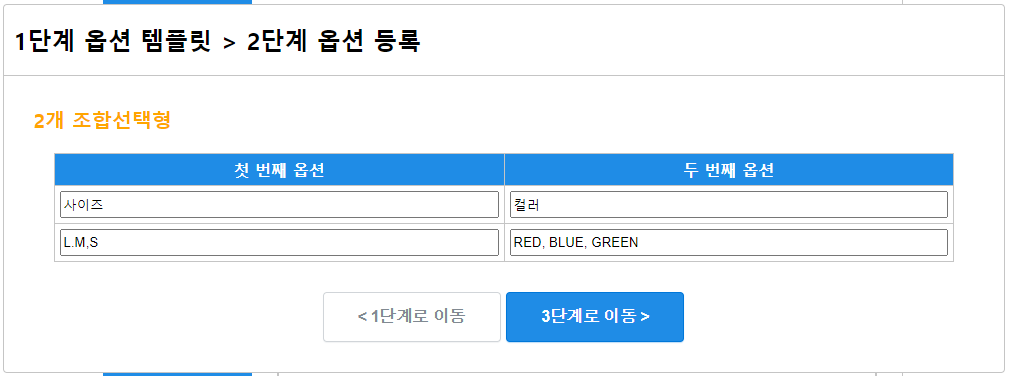 1단계 옵션 템플릿 > 2단계 옵션 등록
2개 조합선택형
첫 번째 옵션 두 번째 옵션
사이즈 컬러
L.M,S RED, BLUE, GREEN
< 1단계로 이동 3단계로 이동 >